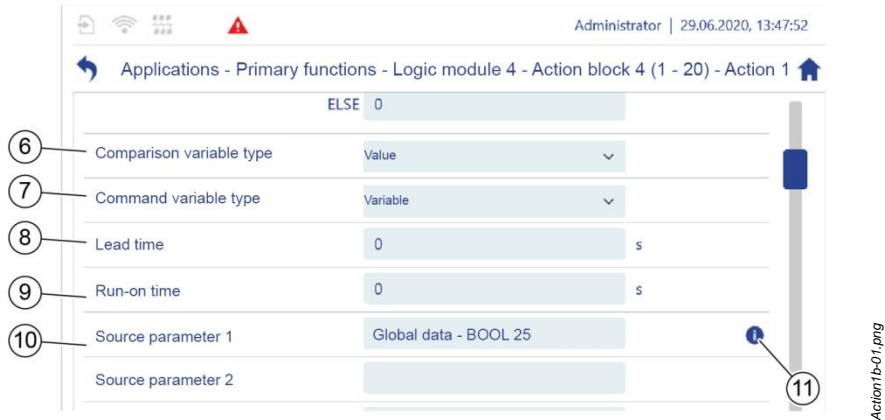 Administrator | 29.06.2020, 13:47:52
Applications - Primary functions - Logic module 4 - Action block 4 (1 - 20) - Action 1
ELSE 0
6 Comparison variable type Value
7 Command variable type Variable
8 Lead time 0 s
9 Run-on time 0 s
10 Source parameter 1 Global data - BOOL 25
Source parameter 2
11
Action1b-01.png